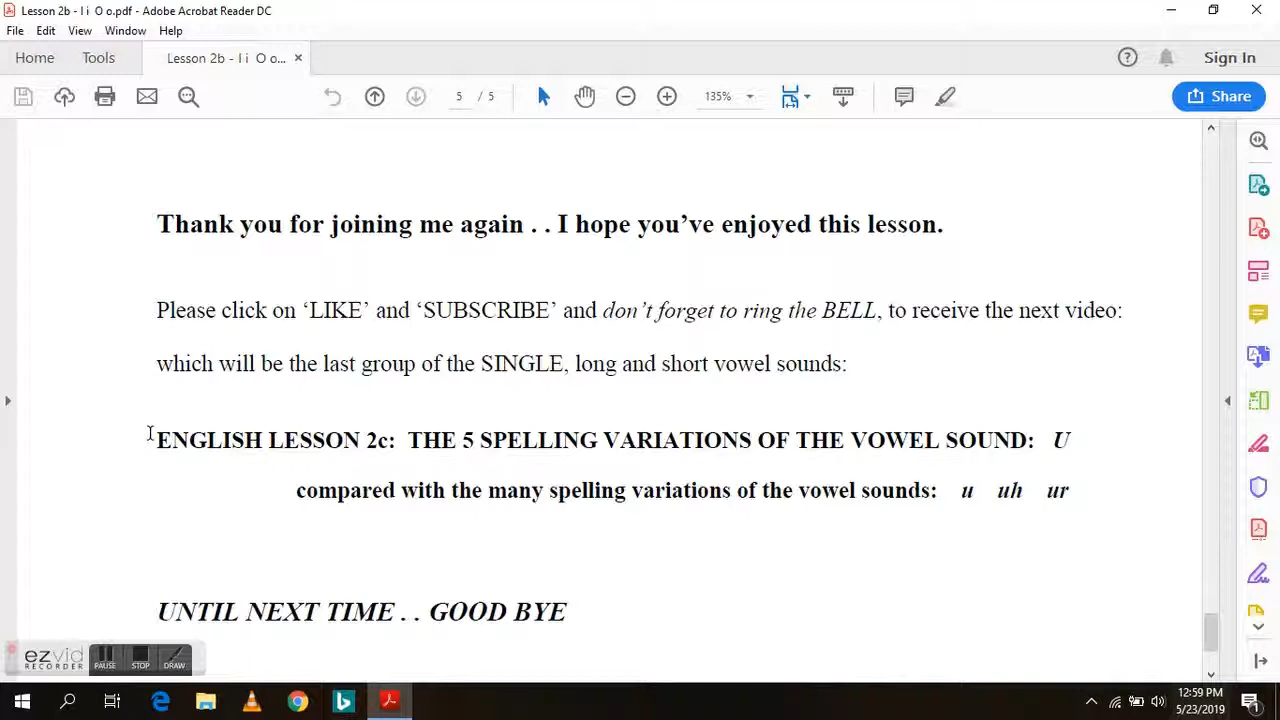 Lesson 2b - I i O o.pdf - Adobe Acrobat Reader DC
File Edit View Window Help
Home Tools Lesson 2b - I i O o... × Sign In
5 / 5 135% Share
Thank you for joining me again . . I hope you’ve enjoyed this lesson.
Please click on ‘LIKE’ and ‘SUBSCRIBE’ and don’t forget to ring the BELL, to receive the next video:
which will be the last group of the SINGLE, long and short vowel sounds:
ENGLISH LESSON 2c: THE 5 SPELLING VARIATIONS OF THE VOWEL SOUND: U
compared with the many spelling variations of the vowel sounds: u uh ur
UNTIL NEXT TIME . . GOOD BYE
ezvid
RECORDER
PAUSE STOP DRAW
12:59 PM
5/23/2019